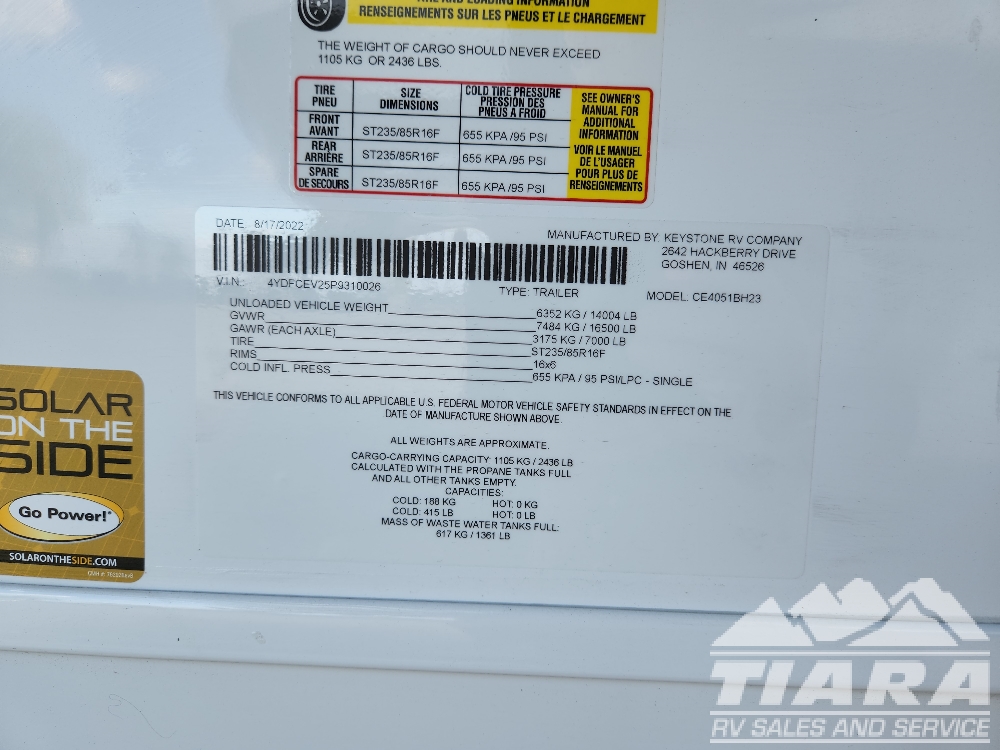 TIRE AND LOADING INFORMATION
RENSEIGNEMENTS SUR LES PNEUS ET LE CHARGEMENT
THE WEIGHT OF CARGO SHOULD NEVER EXCEED
1105 KG OR 2436 LBS.
TIRE PNEU SIZE DIMENSIONS COLD TIRE PRESSURE PRESSION DES PNEUS A FROID
FRONT AVANT ST235/85R16F 655 KPA /95 PSI
REAR ARRIÈRE ST235/85R16F 655 KPA /95 PSI
SPARE DE SECOURS ST235/85R16F 655 KPA /95 PSI
SEE OWNER'S
MANUAL FOR
ADDITIONAL
INFORMATION
VOIR LE MANUEL
DE L'USAGER
POUR PLUS DE
RENSEIGNEMENTS
DATE 8/17/2022
MANUFACTURED BY: KEYSTONE RV COMPANY
2642 HACKBERRY DRIVE
GOSHEN, IN 46526
V.I.N.: 4YDFCEV25P9310026 TYPE: TRAILER MODEL: CE4051BH23
UNLOADED VEHICLE WEIGHT 6352 KG / 14004 LB
GVWR 7484 KG / 16500 LB
GAWR (EACH AXLE) 3175 KG / 7000 LB
TIRE ST235/85R16F
RIMS 16x6
COLD INFL. PRESS 655 KPA / 95 PSI/LPC - SINGLE
THIS VEHICLE CONFORMS TO ALL APPLICABLE U.S. FEDERAL MOTOR VEHICLE SAFETY STANDARDS IN EFFECT ON THE
DATE OF MANUFACTURE SHOWN ABOVE.
ALL WEIGHTS ARE APPROXIMATE.
CARGO-CARRYING CAPACITY: 1105 KG / 2436 LB
CALCULATED WITH THE PROPANE TANKS FULL
AND ALL OTHER TANKS EMPTY.
CAPACITIES:
COLD: 188 KG HOT: 0 KG
COLD: 415 LB HOT: 0 LB
MASS OF WASTE WATER TANKS FULL:
617 KG / 1361 LB
SOLAR
ON THE
SIDE
Go Power!
SOLARONTHESIDE.COM
TIARA
RV SALES AND SERVICE